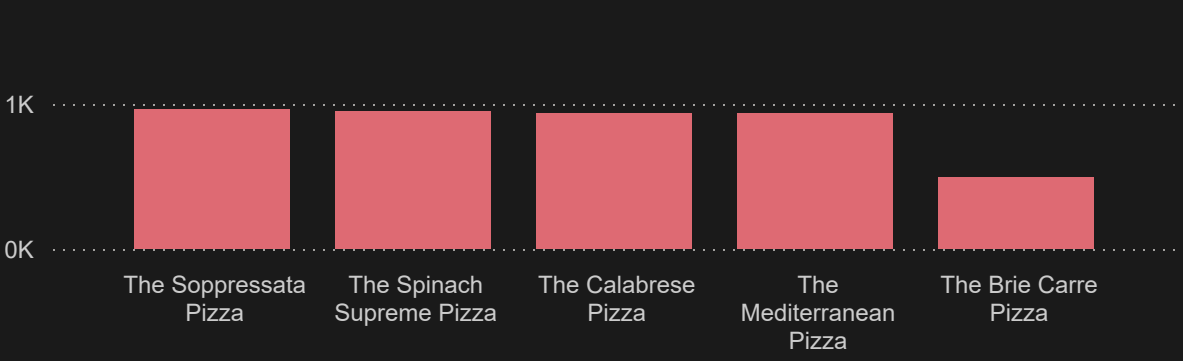 1K
0K
The Soppressata
Pizza
The Spinach
Supreme Pizza
The Calabrese
Pizza
The
Mediterranean
Pizza
The Brie Carre
Pizza